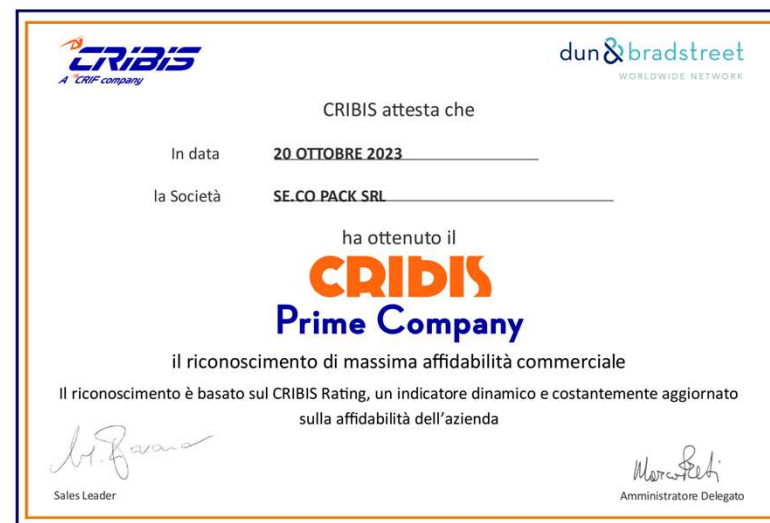 CRIBIS
A CRIF company
dun & bradstreet
WORLDWIDE NETWORK
CRIBIS attesta che
In data 20 OTTOBRE 2023
la Società SE.CO PACK SRL
ha ottenuto il
CRIBIS
Prime Company
il riconoscimento di massima affidabilità commerciale
Il riconoscimento è basato sul CRIBIS Rating, un indicatore dinamico e costantemente aggiornato
sulla affidabilità dell'azienda
Sales Leader
Amministratore Delegato